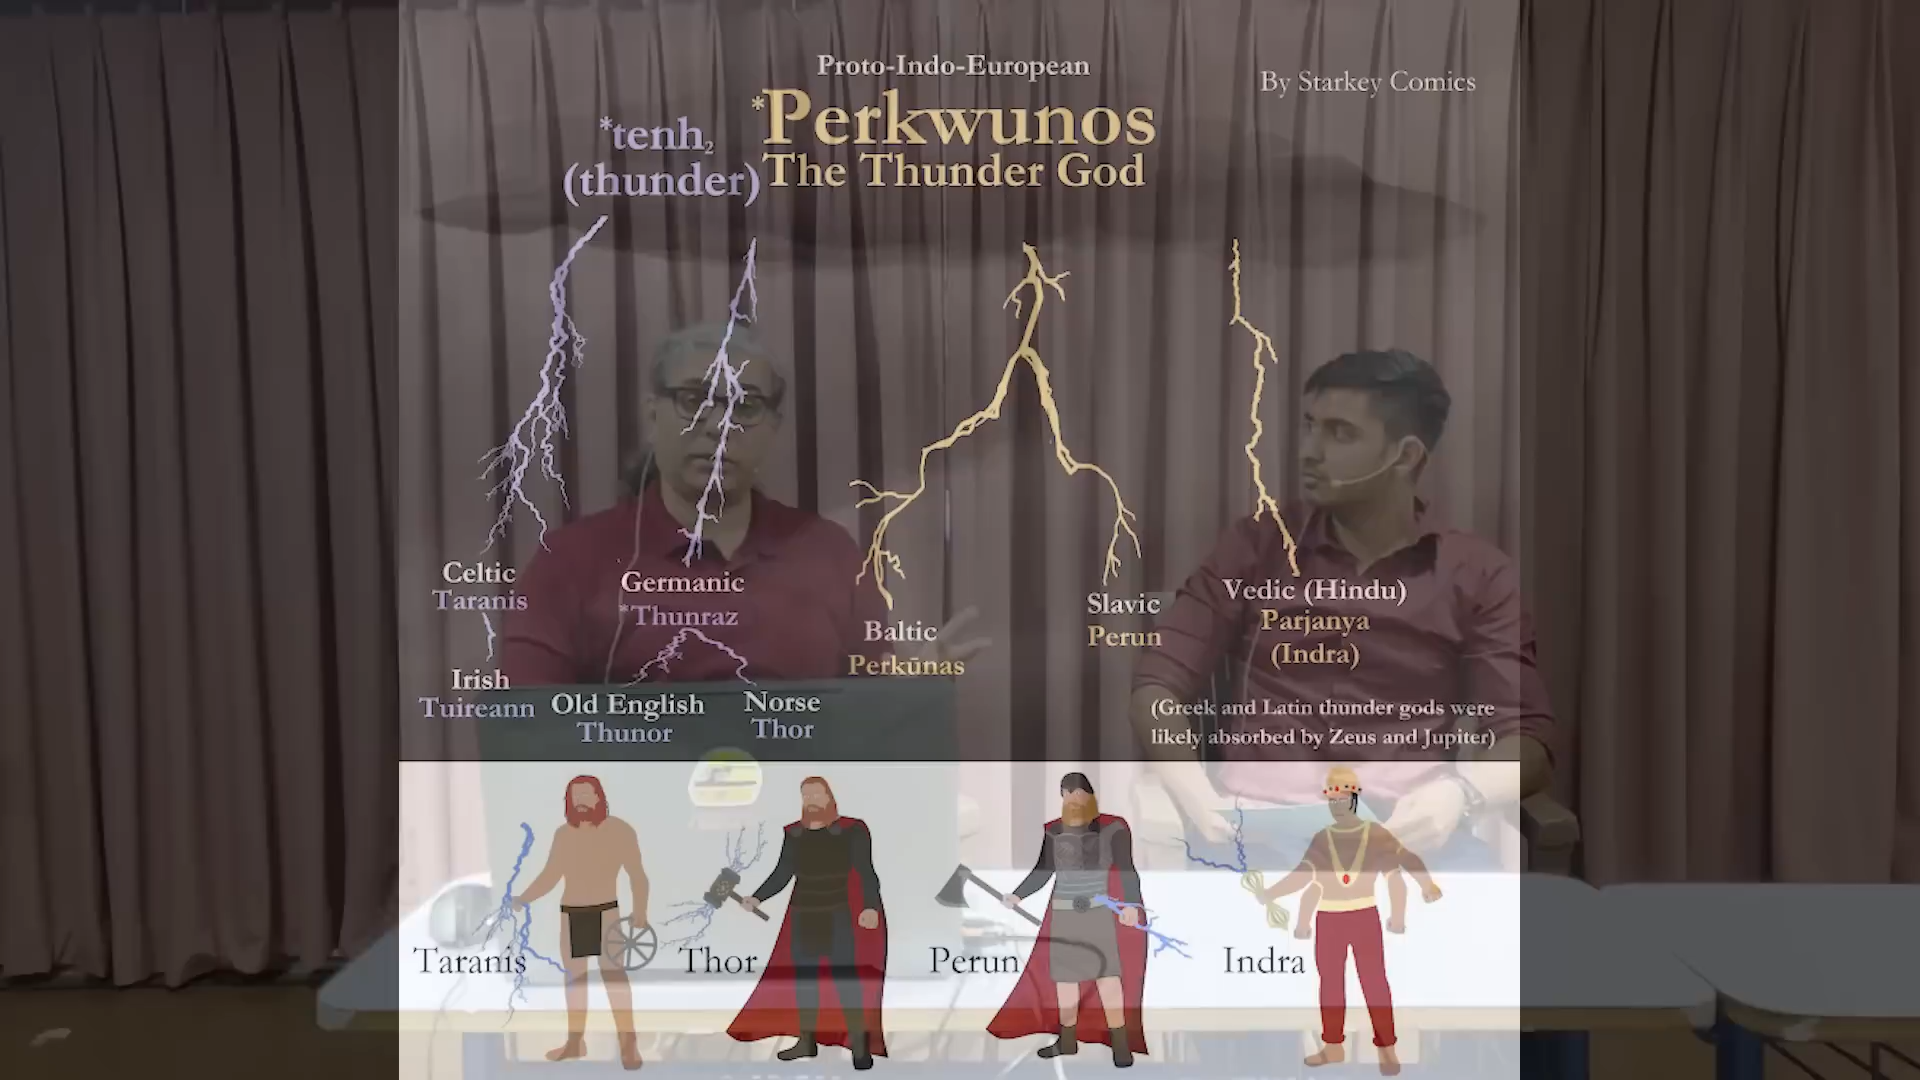 Proto-Indo-European
By Starkey Comics
*Perkwunos
The Thunder God
*tenh₂
(thunder)
Celtic
Taranis
Irish
Tuireann
Germanic
*Thunraz
Old English
Thunor
Norse
Thor
Baltic
Perkūnas
Slavic
Perun
Vedic (Hindu)
Parjanya
(Indra)
(Greek and Latin thunder gods were
likely absorbed by Zeus and Jupiter)
Taranis
Thor
Perun
Indra